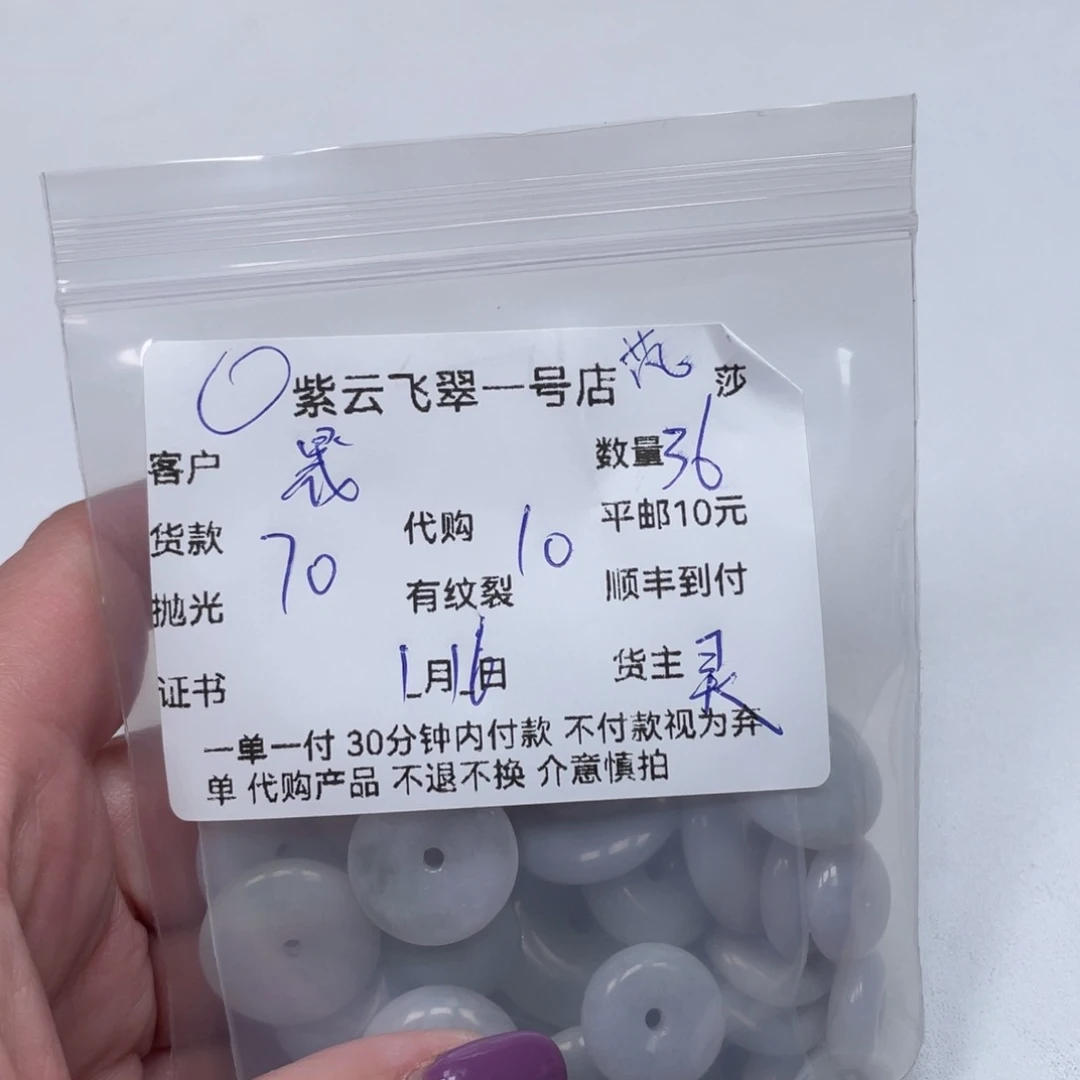 紫云飞翠一号店 莎
客户 数量36
货款 70 代购 10 平邮10元
抛光 有纹裂 顺丰到付
证书 1月16日 货主 灵
一单一付 30分钟内付款 不付款视为弃
单 代购产品 不退不换 介意慎拍